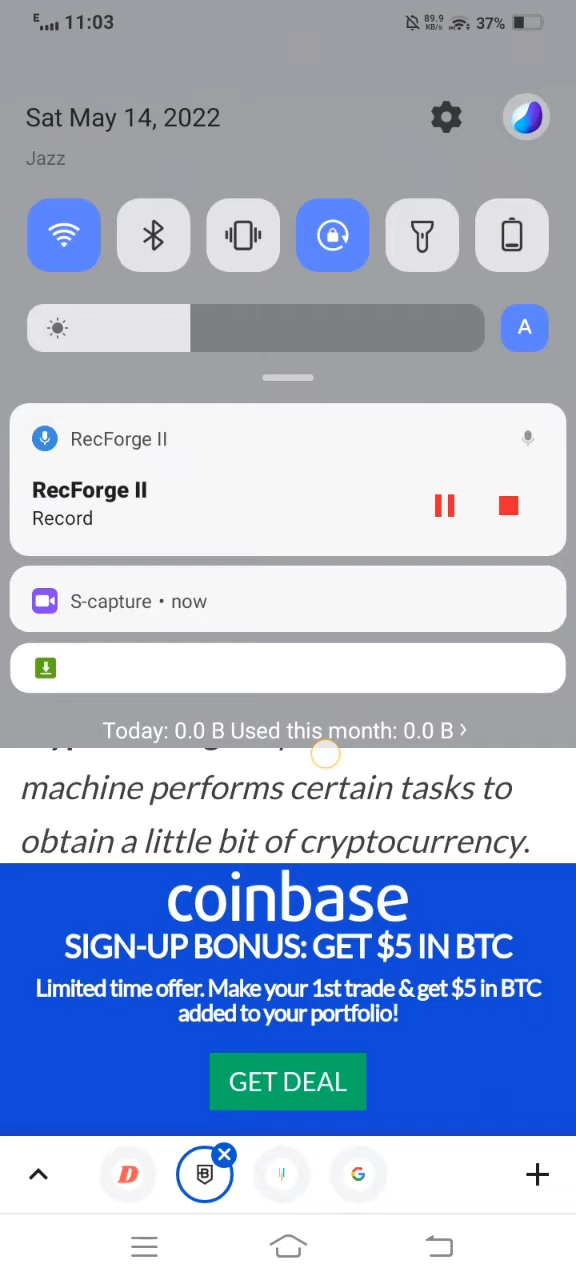 E 11:03 89.9 KB/s 37%
Sat May 14, 2022
Jazz
A
RecForge II
RecForge II
Record
S-capture • now
Today: 0.0 B Used this month: 0.0 B >
machine performs certain tasks to
obtain a little bit of cryptocurrency.
coinbase
SIGN-UP BONUS: GET $5 IN BTC
Limited time offer. Make your 1st trade & get $5 in BTC
added to your portfolio!
GET DEAL
D B G